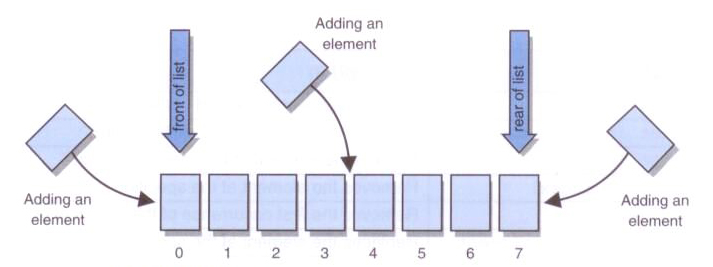 Adding an
element
front of list
rear of list
Adding an
element
Adding an
element
0 1 2 3 4 5 6 7